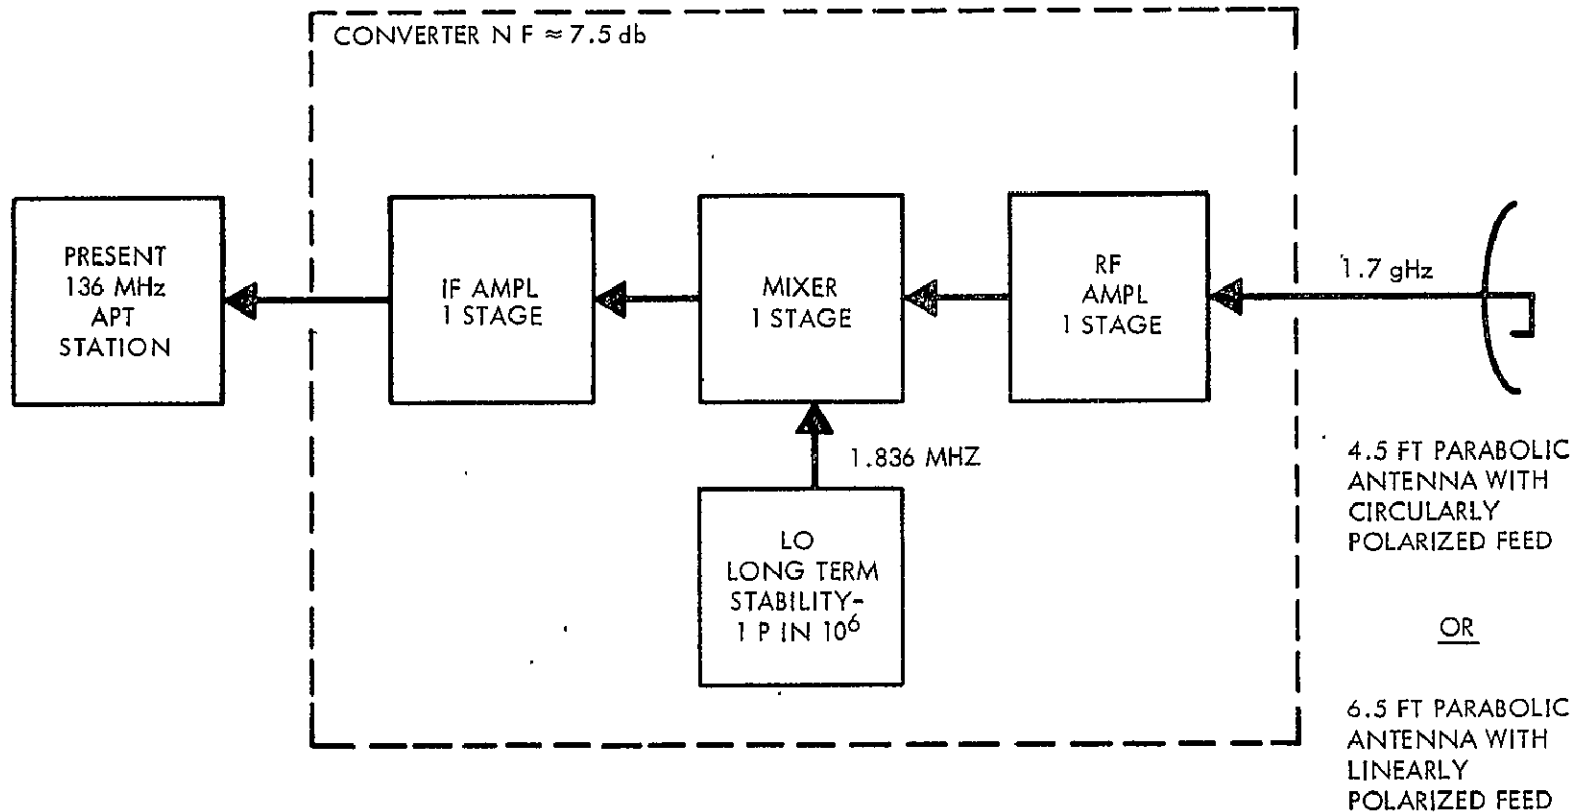 CONVERTER N F ≈ 7.5 db
PRESENT
136 MHz
APT
STATION
IF AMPL
1 STAGE
MIXER
1 STAGE
RF
AMPL
1 STAGE
1.7 gHz
1.836 MHZ
LO
LONG TERM
STABILITY-
1 P IN 10⁶
4.5 FT PARABOLIC
ANTENNA WITH
CIRCULARLY
POLARIZED FEED
OR
6.5 FT PARABOLIC
ANTENNA WITH
LINEARLY
POLARIZED FEED